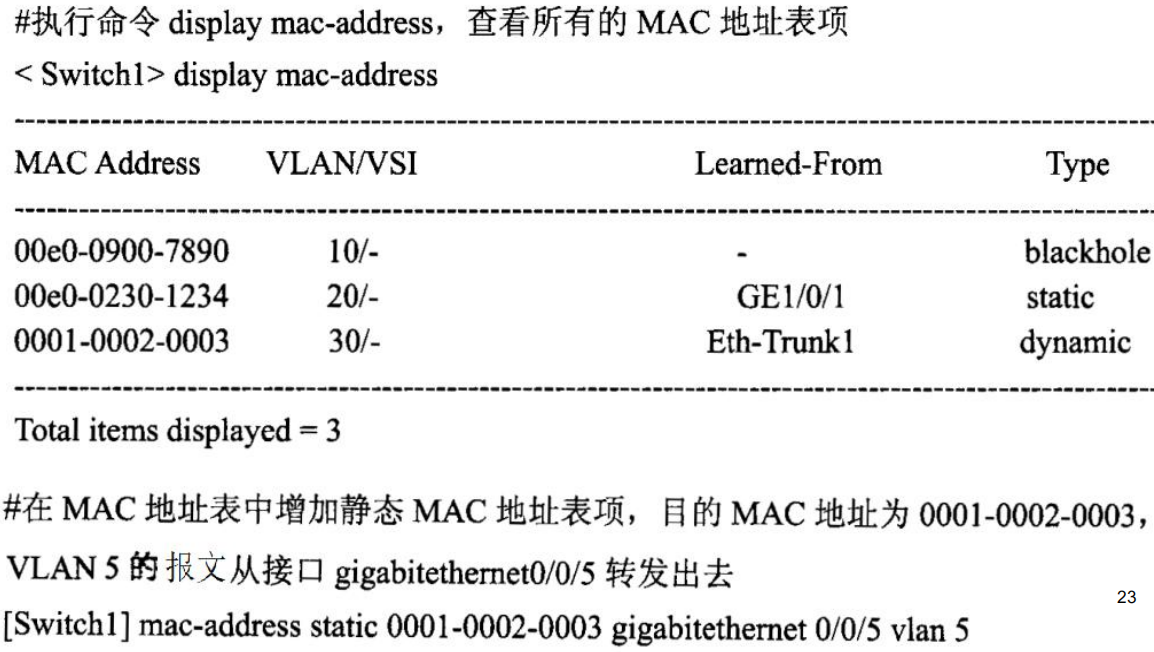 #执行命令 display mac-address，查看所有的 MAC 地址表项
< Switch1> display mac-address
MAC Address VLAN/VSI Learned-From Type
00e0-0900-7890 10/- - blackhole
00e0-0230-1234 20/- GE1/0/1 static
0001-0002-0003 30/- Eth-Trunk1 dynamic
Total items displayed = 3
#在 MAC 地址表中增加静态 MAC 地址表项，目的 MAC 地址为 0001-0002-0003，
VLAN 5 的报文从接口 gigabitethernet0/0/5 转发出去
23
[Switch1] mac-address static 0001-0002-0003 gigabitethernet 0/0/5 vlan 5